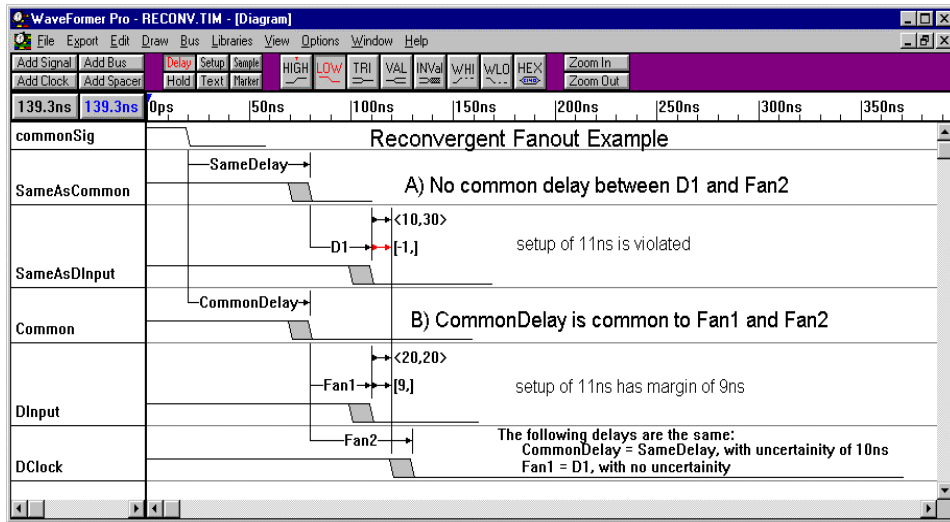 WaveFormer Pro - RECONV.TIM - [Diagram]
File Export Edit Draw Bus Libraries View Options Window Help
Add Signal Add Bus Delay Setup Sample HIGH LOW TRI VAL INVal WHI WLO HEX Zoom In
Add Clock Add Spacer Hold Text Marker Zoom Out
139.3ns 139.3ns 0ps 50ns 100ns 150ns 200ns 250ns 300ns 350ns
commonSig Reconvergent Fanout Example
SameDelay
SameAsCommon A) No common delay between D1 and Fan2
<10,30>
D1 [-1,] setup of 11ns is violated
SameAsDInput
CommonDelay
Common B) CommonDelay is common to Fan1 and Fan2
<20,20>
Fan1 [9,] setup of 11ns has margin of 9ns
DInput
Fan2 The following delays are the same:
CommonDelay = SameDelay, with uncertainity of 10ns
DClock Fan1 = D1, with no uncertainity